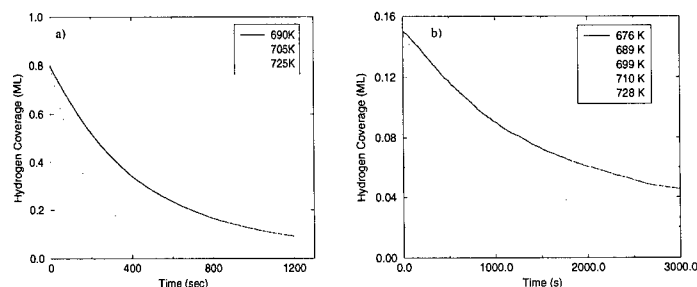 a)
690K
705K
725K
1.0
0.8
0.6
0.4
0.2
0.0
Hydrogen Coverage (ML)
0
400
800
1200
Time (sec)
b)
676 K
689 K
699 K
710 K
728 K
0.16
0.12
0.08
0.04
0.00
Hydrogen Coverage (ML)
0.0
1000.0
2000.0
3000.0
Time (s)